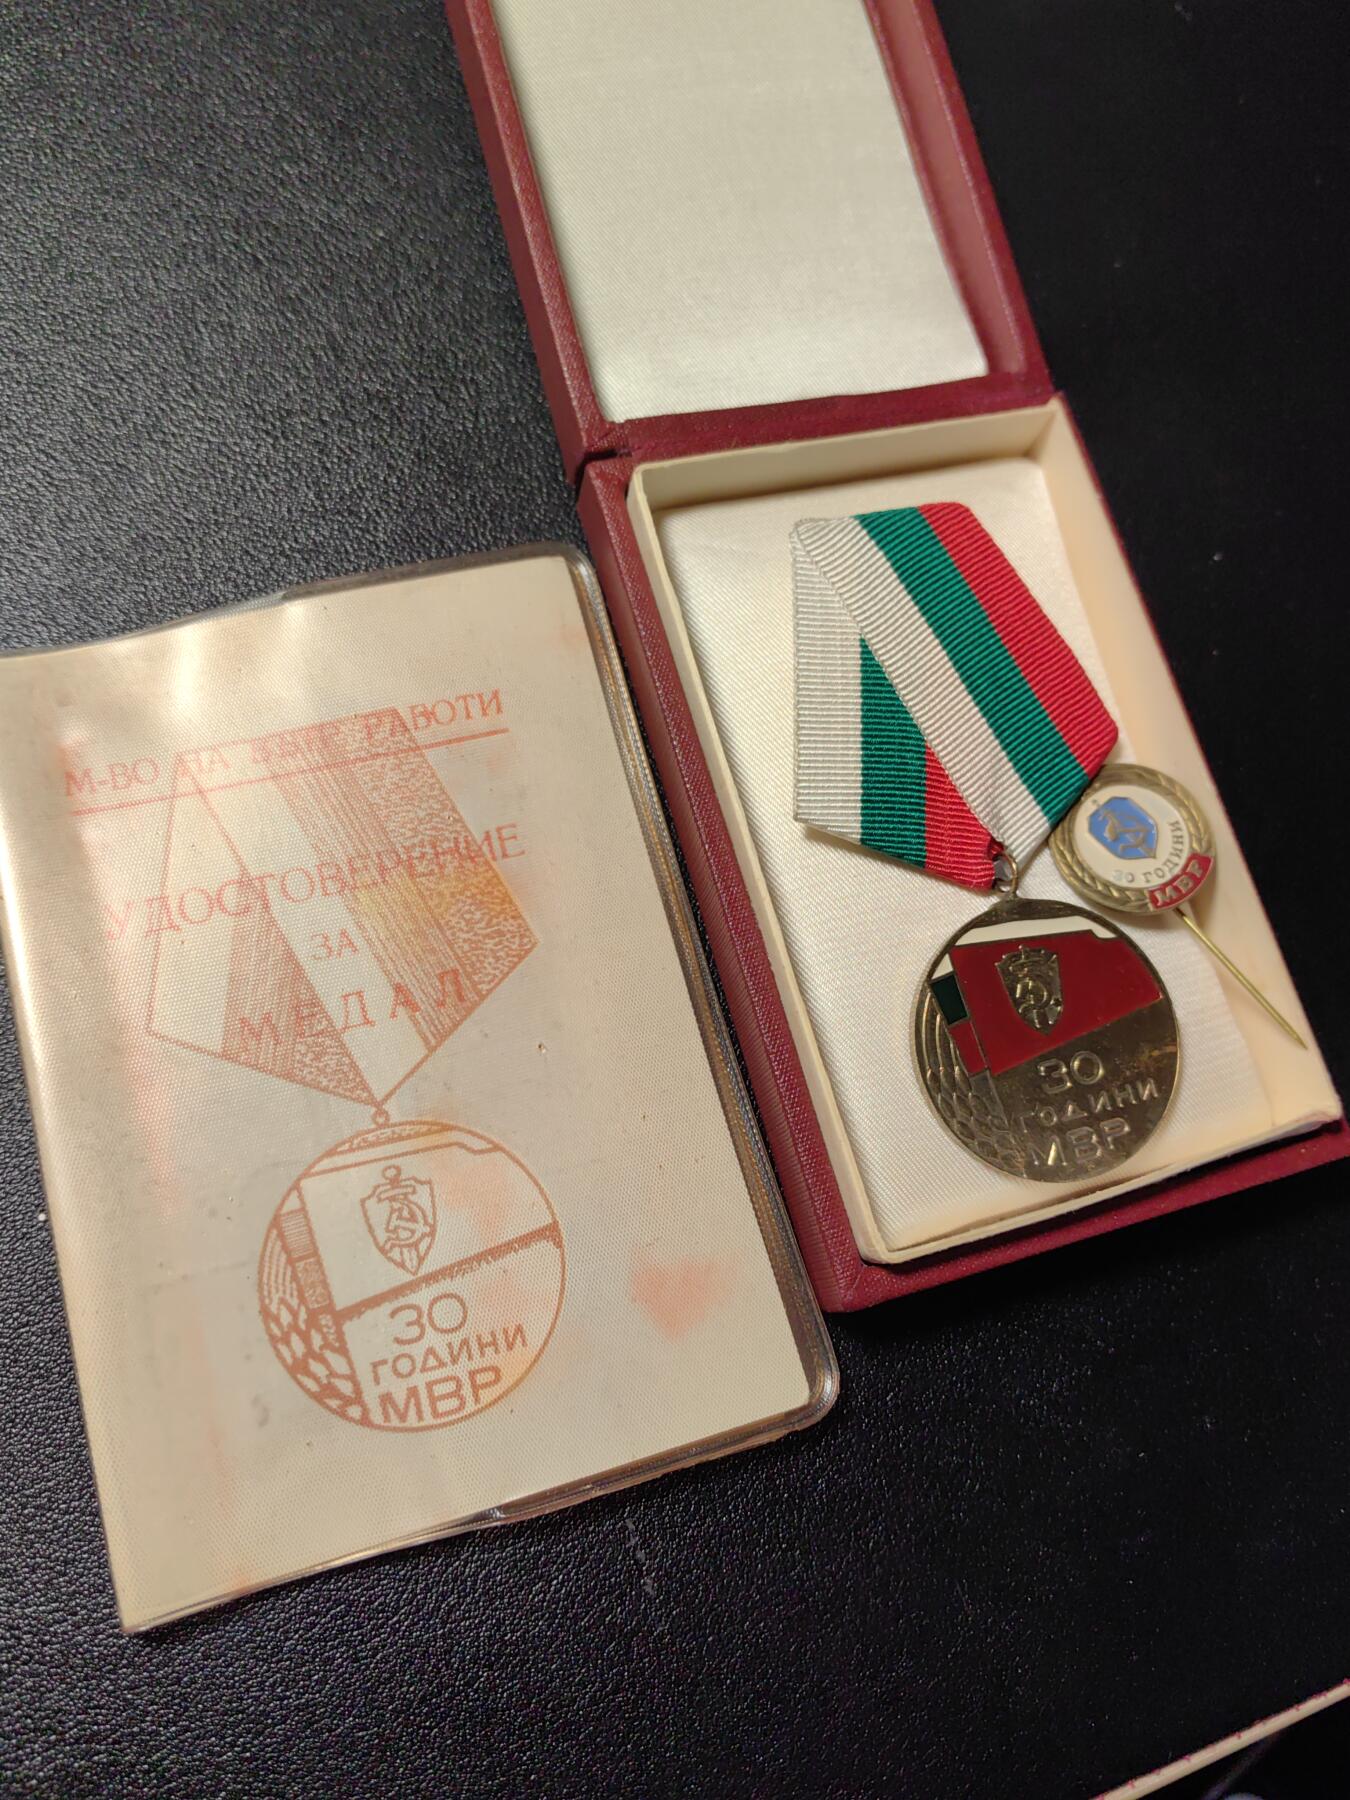 М-ВО НА ВЪТР. РАБОТИ
УДОСТОВЕРЕНИЕ
ЗА
МЕДАЛ
30
ГОДИНИ
МВР
30
ГОДИНИ
МВР
30 ГОДИНИ
МВР